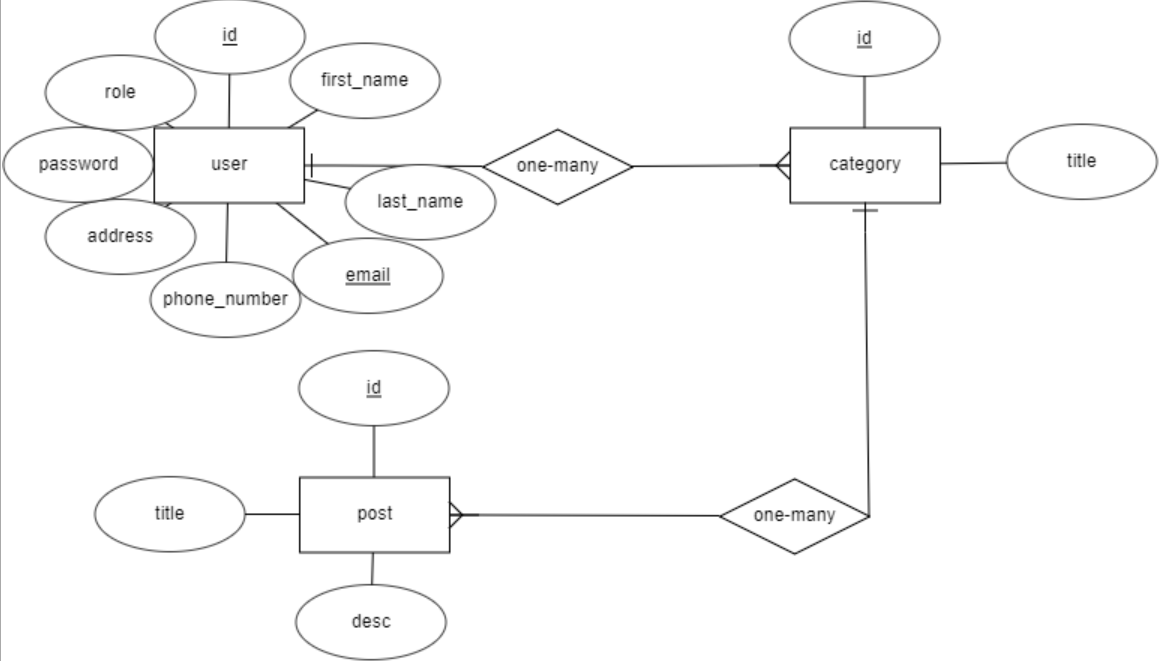 id
id
first_name
role
password
user
one-many
category
title
last_name
address
email
phone_number
id
title
post
one-many
desc